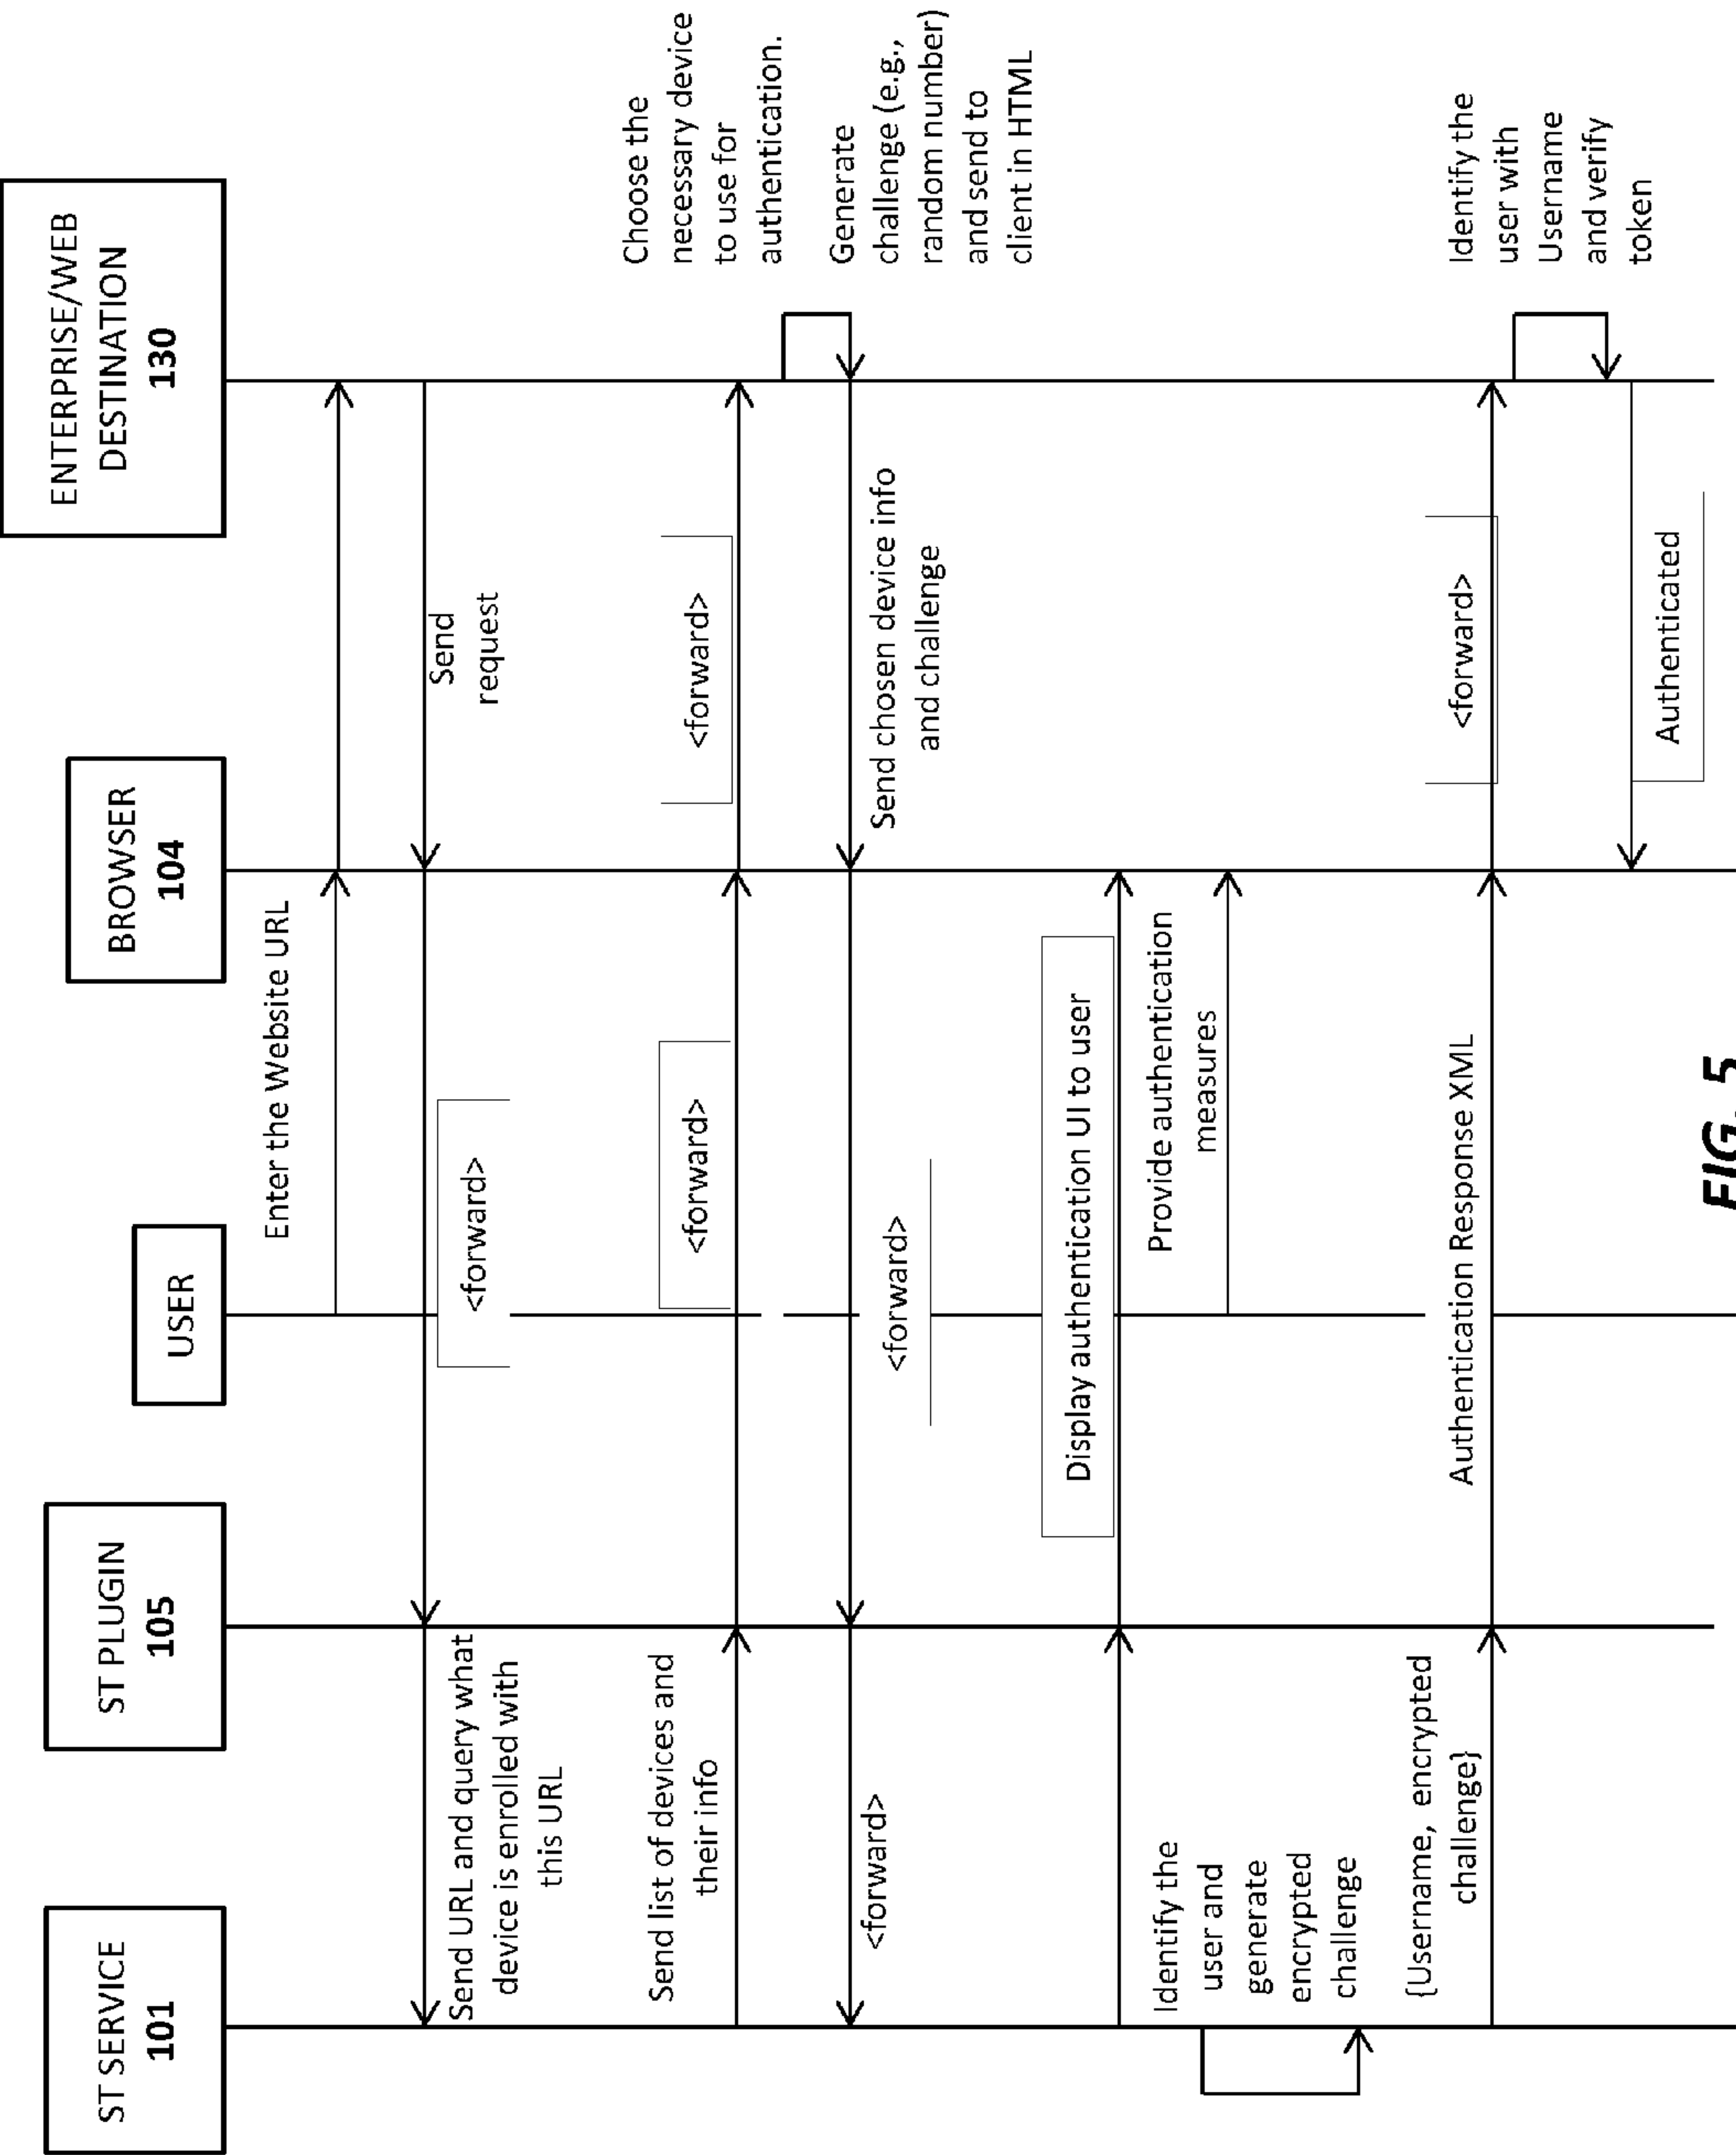 ST SERVICE
101
ST PLUGIN
105
USER
BROWSER
104
ENTERPRISE/WEB
DESTINATION
130
Enter the Website URL
Send
request
<forward>
Send URL and query what
device is enrolled with
this URL
Send list of devices and
their info
<forward>
<forward>
Choose the
necessary device
to use for
authentication.
Generate
challenge (e.g.,
random number)
and send to
client in HTML
Send chosen device info
and challenge
<forward>
<forward>
Display authentication UI to user
Provide authentication
measures
Identify the
user and
generate
encrypted
challenge
{Username, encrypted
challenge}
Authentication Response XML
<forward>
Identify the
user with
Username
and verify
token
Authenticated
FIG. 5